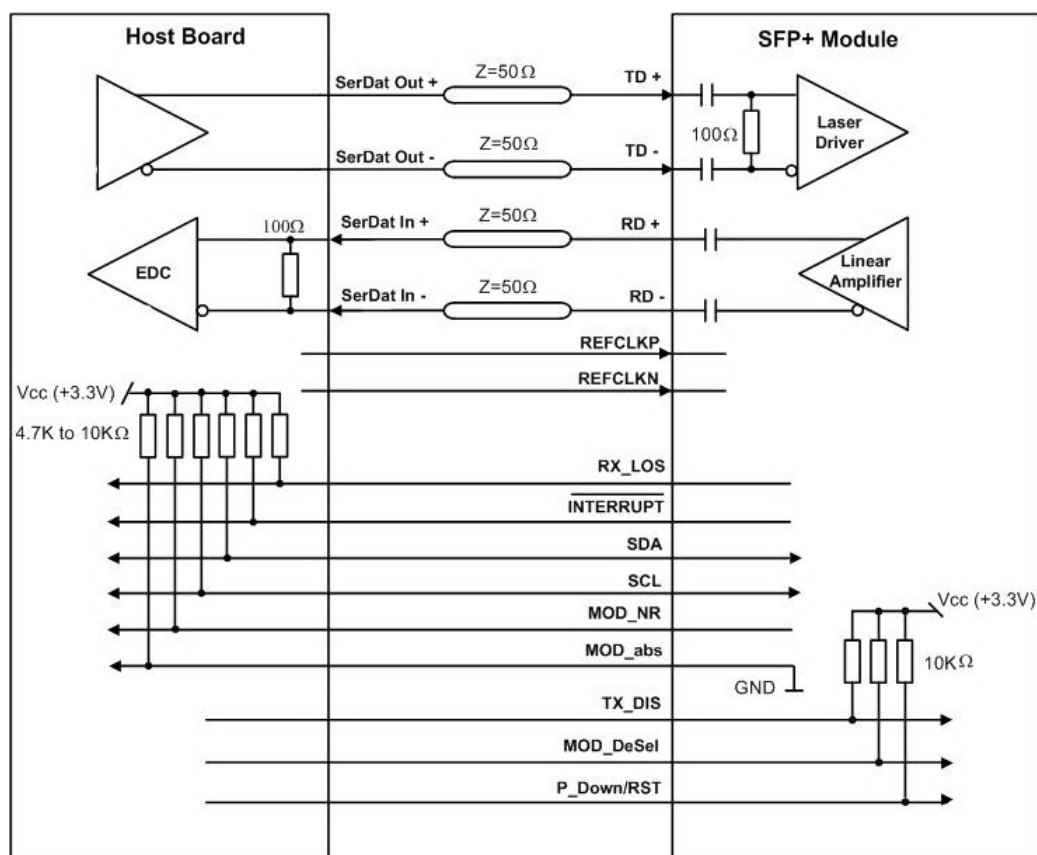 Host Board
SFP+ Module
SerDat Out +
Z=50Ω
TD +
100Ω
Laser
Driver
SerDat Out -
Z=50Ω
TD -
100Ω
SerDat In +
Z=50Ω
RD +
EDC
Linear
Amplifier
SerDat In -
Z=50Ω
RD -
REFCLKP
REFCLKN
Vcc (+3.3V)
4.7K to 10KΩ
RX_LOS
INTERRUPT
SDA
SCL
MOD_NR
Vcc (+3.3V)
MOD_abs
10KΩ
GND
TX_DIS
MOD_DeSel
P_Down/RST